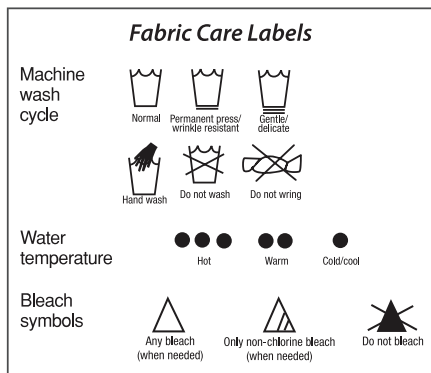 Fabric Care Labels
Machine
wash
cycle
Normal
Permanent press/
wrinkle resistant
Gentle/
delicate
Hand wash
Do not wash
Do not wring
Water
temperature
Hot
Warm
Cold/cool
Bleach
symbols
Any bleach
(when needed)
Only non-chlorine bleach
(when needed)
Do not bleach